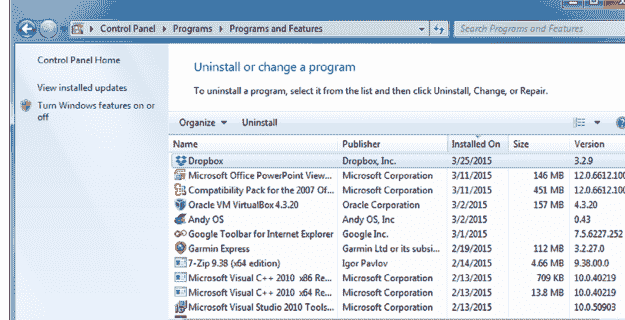 Control Panel Programs Programs and Features Search Programs and Features
Control Panel Home
View installed updates
Turn Windows features on or
off
Uninstall or change a program
To uninstall a program, select it from the list and then click Uninstall, Change, or Repair.
Organize Uninstall
Name Publisher Installed On Size Version
Dropbox Dropbox, Inc. 3/25/2015 3.2.9
Microsoft Office PowerPoint View... Microsoft Corporation 3/11/2015 146 MB 12.0.6612.100
Compatibility Pack for the 2007 Of... Microsoft Corporation 3/11/2015 451 MB 12.0.6612.100
Oracle VM VirtualBox 4.3.20 Oracle Corporation 3/2/2015 157 MB 4.3.20
Andy OS Andy OS, Inc 3/2/2015 0.43
Google Toolbar for Internet Explorer Google Inc. 3/1/2015 7.5.6227.252
Garmin Express Garmin Ltd or its subsi... 2/19/2015 112 MB 3.2.27.0
7-Zip 9.38 (x64 edition) Igor Pavlov 2/14/2015 4.66 MB 9.38.00.0
Microsoft Visual C++ 2010 x86 Re... Microsoft Corporation 2/13/2015 709 KB 10.0.40219
Microsoft Visual C++ 2010 x64 Re... Microsoft Corporation 2/13/2015 13.8 MB 10.0.40219
Microsoft Visual Studio 2010 Tools... Microsoft Corporation 2/13/2015 10.0.50903